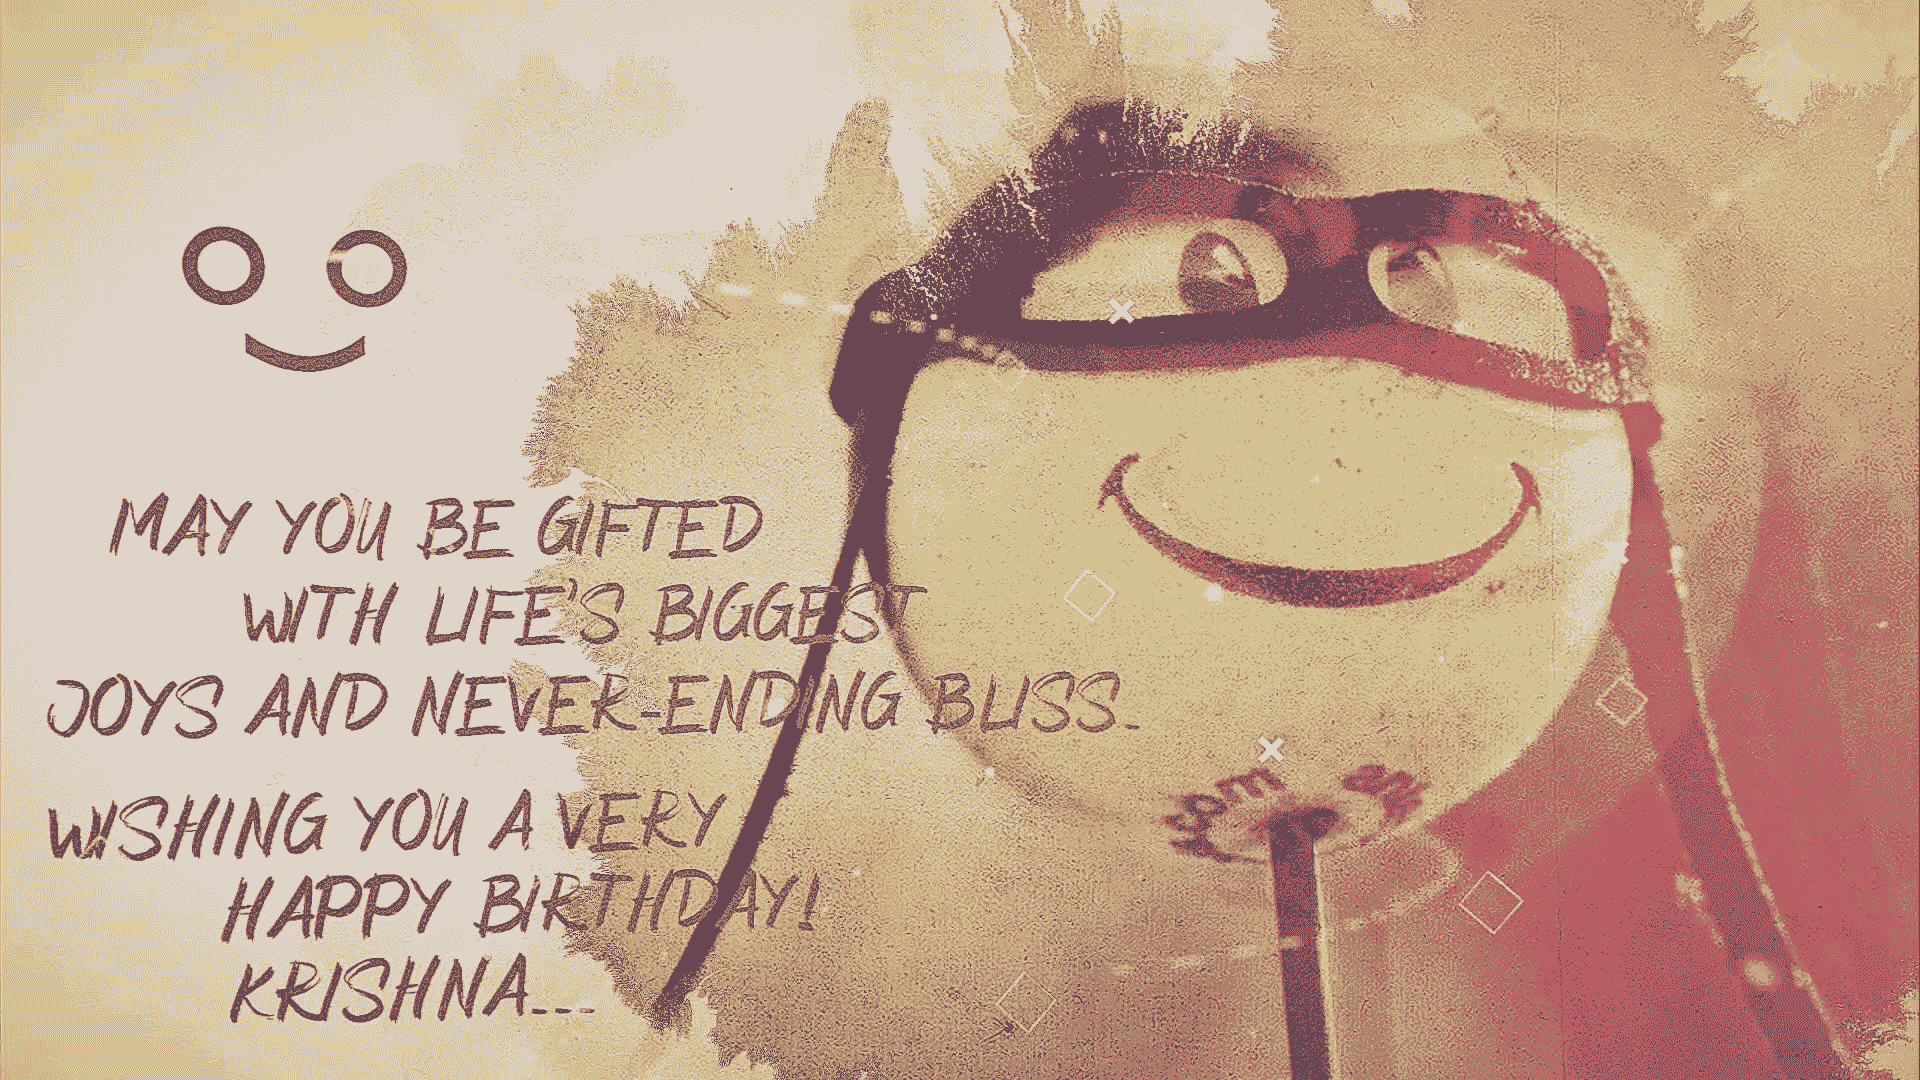 MAY YOU BE GIFTED
WITH LIFE'S BIGGEST
JOYS AND NEVER-ENDING BLISS.
WISHING YOU A VERY
HAPPY BIRTHDAY!
KRISHNA...